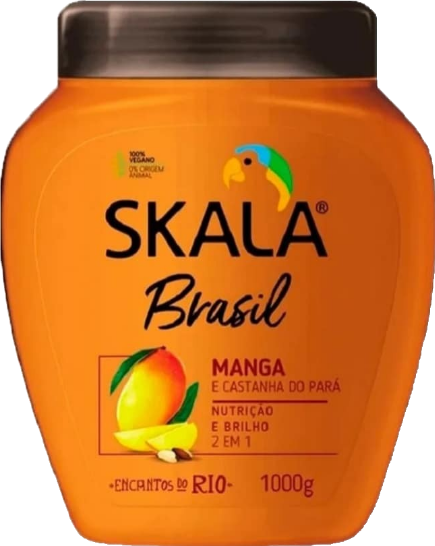 100%
VEGANO
0% ORIGEM
ANIMAL
SKALA®
Brasil
MANGA
E CASTANHA DO PARÁ
NUTRIÇÃO
E BRILHO
2 EM 1
•ENCANTOS DO RIO• 1000g